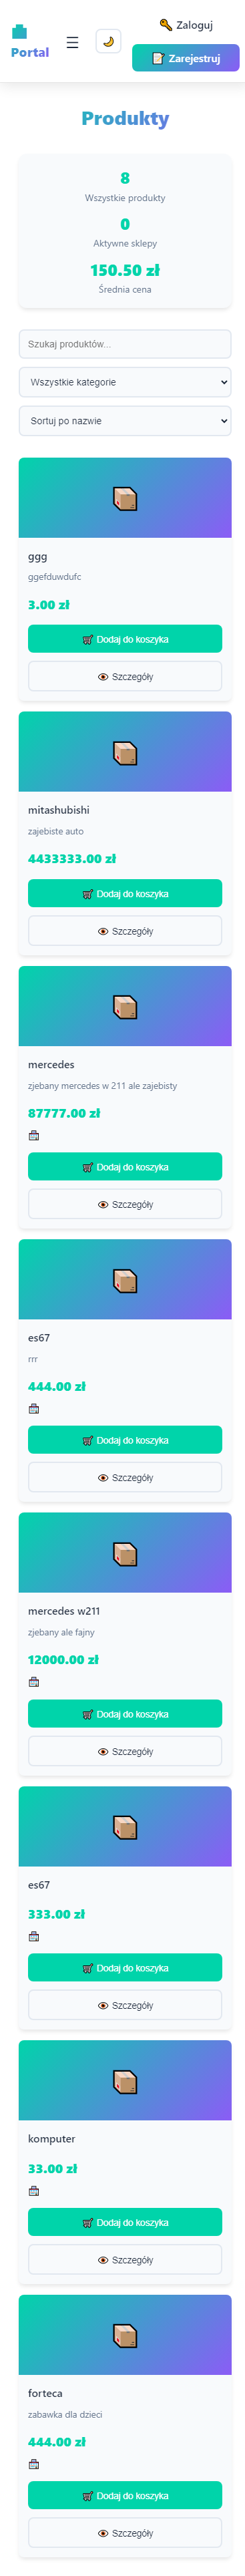 Portal
Zaloguj
Zarejestruj
Produkty
8
Wszystkie produkty
0
Aktywne sklepy
150.50 zł
Średnia cena
Szukaj produktów...
Wszystkie kategorie
Sortuj po nazwie
ggg
ggefduwdufc
3.00 zł
Dodaj do koszyka
Szczegóły
mitashubishi
zajebiste auto
4433333.00 zł
Dodaj do koszyka
Szczegóły
mercedes
zjebany mercedes w 211 ale zajebisty
87777.00 zł
Dodaj do koszyka
Szczegóły
es67
rrr
444.00 zł
Dodaj do koszyka
Szczegóły
mercedes w211
zjebany ale fajny
12000.00 zł
Dodaj do koszyka
Szczegóły
es67
333.00 zł
Dodaj do koszyka
Szczegóły
komputer
33.00 zł
Dodaj do koszyka
Szczegóły
forteca
zabawka dla dzieci
444.00 zł
Dodaj do koszyka
Szczegóły